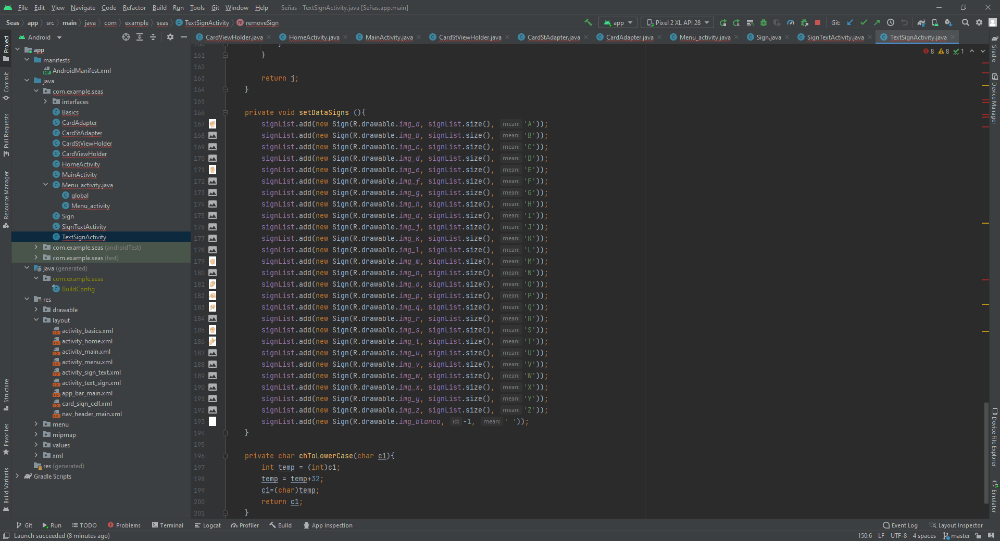 File Edit View Navigate Code Refactor Build Run Tools Git Window Help Señas - TextSignActivity.java [Señas.app.main]
Seas app src main java com example seas TextSignActivity removeSign app Pixel 2 XL API 28 Git:
Android CardViewHolder.java HomeActivity.java MainActivity.java CardStViewHolder.java CardStAdapter.java CardAdapter.java Menu_activity.java Sign.java SignTextActivity.java TextSignActivity.java
8 8 1
Project
Commit
Pull Requests
Resource Manager
Structure
Favorites
Build Variants
app
manifests
AndroidManifest.xml
java
com.example.seas
interfaces
Basics
CardAdapter
CardStAdapter
CardStViewHolder
CardViewHolder
HomeActivity
MainActivity
Menu_activity.java
global
Menu_activity
Sign
SignTextActivity
TextSignActivity
com.example.seas (androidTest)
com.example.seas (test)
java (generated)
com.example.seas
BuildConfig
res
drawable
layout
activity_basics.xml
activity_home.xml
activity_main.xml
activity_menu.xml
activity_sign_text.xml
activity_text_sign.xml
app_bar_main.xml
card_sign_cell.xml
nav_header_main.xml
menu
mipmap
values
xml
res (generated)
Gradle Scripts
160 }
161 }
162
163 return j;
164 }
165
166 private void setDataSigns (){
167 signList.add(new Sign(R.drawable.img_a, signList.size(), mean: 'A'));
168 signList.add(new Sign(R.drawable.img_b, signList.size(), mean: 'B'));
169 signList.add(new Sign(R.drawable.img_c, signList.size(), mean: 'C'));
170 signList.add(new Sign(R.drawable.img_d, signList.size(), mean: 'D'));
171 signList.add(new Sign(R.drawable.img_e, signList.size(), mean: 'E'));
172 signList.add(new Sign(R.drawable.img_f, signList.size(), mean: 'F'));
173 signList.add(new Sign(R.drawable.img_g, signList.size(), mean: 'G'));
174 signList.add(new Sign(R.drawable.img_h, signList.size(), mean: 'H'));
175 signList.add(new Sign(R.drawable.img_d, signList.size(), mean: 'I'));
176 signList.add(new Sign(R.drawable.img_j, signList.size(), mean: 'J'));
177 signList.add(new Sign(R.drawable.img_k, signList.size(), mean: 'K'));
178 signList.add(new Sign(R.drawable.img_l, signList.size(), mean: 'L'));
179 signList.add(new Sign(R.drawable.img_m, signList.size(), mean: 'M'));
180 signList.add(new Sign(R.drawable.img_n, signList.size(), mean: 'N'));
181 signList.add(new Sign(R.drawable.img_o, signList.size(), mean: 'O'));
182 signList.add(new Sign(R.drawable.img_p, signList.size(), mean: 'P'));
183 signList.add(new Sign(R.drawable.img_q, signList.size(), mean: 'Q'));
184 signList.add(new Sign(R.drawable.img_r, signList.size(), mean: 'R'));
185 signList.add(new Sign(R.drawable.img_s, signList.size(), mean: 'S'));
186 signList.add(new Sign(R.drawable.img_t, signList.size(), mean: 'T'));
187 signList.add(new Sign(R.drawable.img_u, signList.size(), mean: 'U'));
188 signList.add(new Sign(R.drawable.img_v, signList.size(), mean: 'V'));
189 signList.add(new Sign(R.drawable.img_w, signList.size(), mean: 'W'));
190 signList.add(new Sign(R.drawable.img_x, signList.size(), mean: 'X'));
191 signList.add(new Sign(R.drawable.img_y, signList.size(), mean: 'Y'));
192 signList.add(new Sign(R.drawable.img_z, signList.size(), mean: 'Z'));
193 signList.add(new Sign(R.drawable.img_blanco, id: -1, mean: ' '));
194 }
195
196 private char chToLowerCase(char c1){
197 int temp = (int)c1;
198 temp = temp+32;
199 c1=(char)temp;
200 return c1;
201 }
Gradle
Device Manager
Device File Explorer
Emulator
Git Run TODO Problems Terminal Logcat Profiler Build App Inspection Event Log Layout Inspector
Launch succeeded (8 minutes ago) 150:6 LF UTF-8 4 spaces master